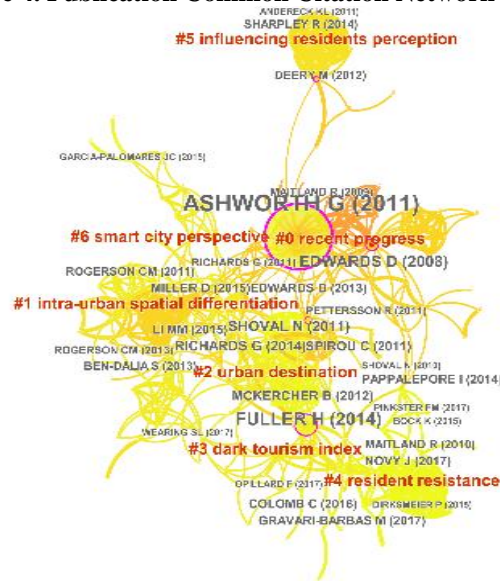 ANDERECK KL (2011)
SHARPLEY R (2014)
#5 influencing residents perception
DEERY M (2012)
GARCIA-PALOMARES JC (2015)
MAITLAND R (2009)
ASHWORTH G (2011)
#6 smart city perspective #0 recent progress
RICHARDS G (2011) EDWARDS D (2008)
ROGERSON CM (2011)
MILLER D (2015) EDWARDS D (2013)
#1 intra-urban spatial differentiation
PETTERSSON R (2011)
LI MM (2015) SHOVAL N (2011)
ROGERSON CM (2013) RICHARDS G (2014) SPIROU C (2011)
BEN-DALIA S (2013)
#2 urban destination
SHOVAL N (2010)
PAPPALEPORE I (2014)
MCKERCHER B (2012)
PINKSTER FM (2017)
FULLER H (2014)
BOCK K (2015)
WEARING SL (2017)
MAITLAND R (2010)
#3 dark tourism index
NOVY J (2017)
OPILLARD F (2017) #4 resident resistance
COLOMB C (2016)
DIRKSMEIER P (2015)
GRAVARI-BARBAS M (2017)